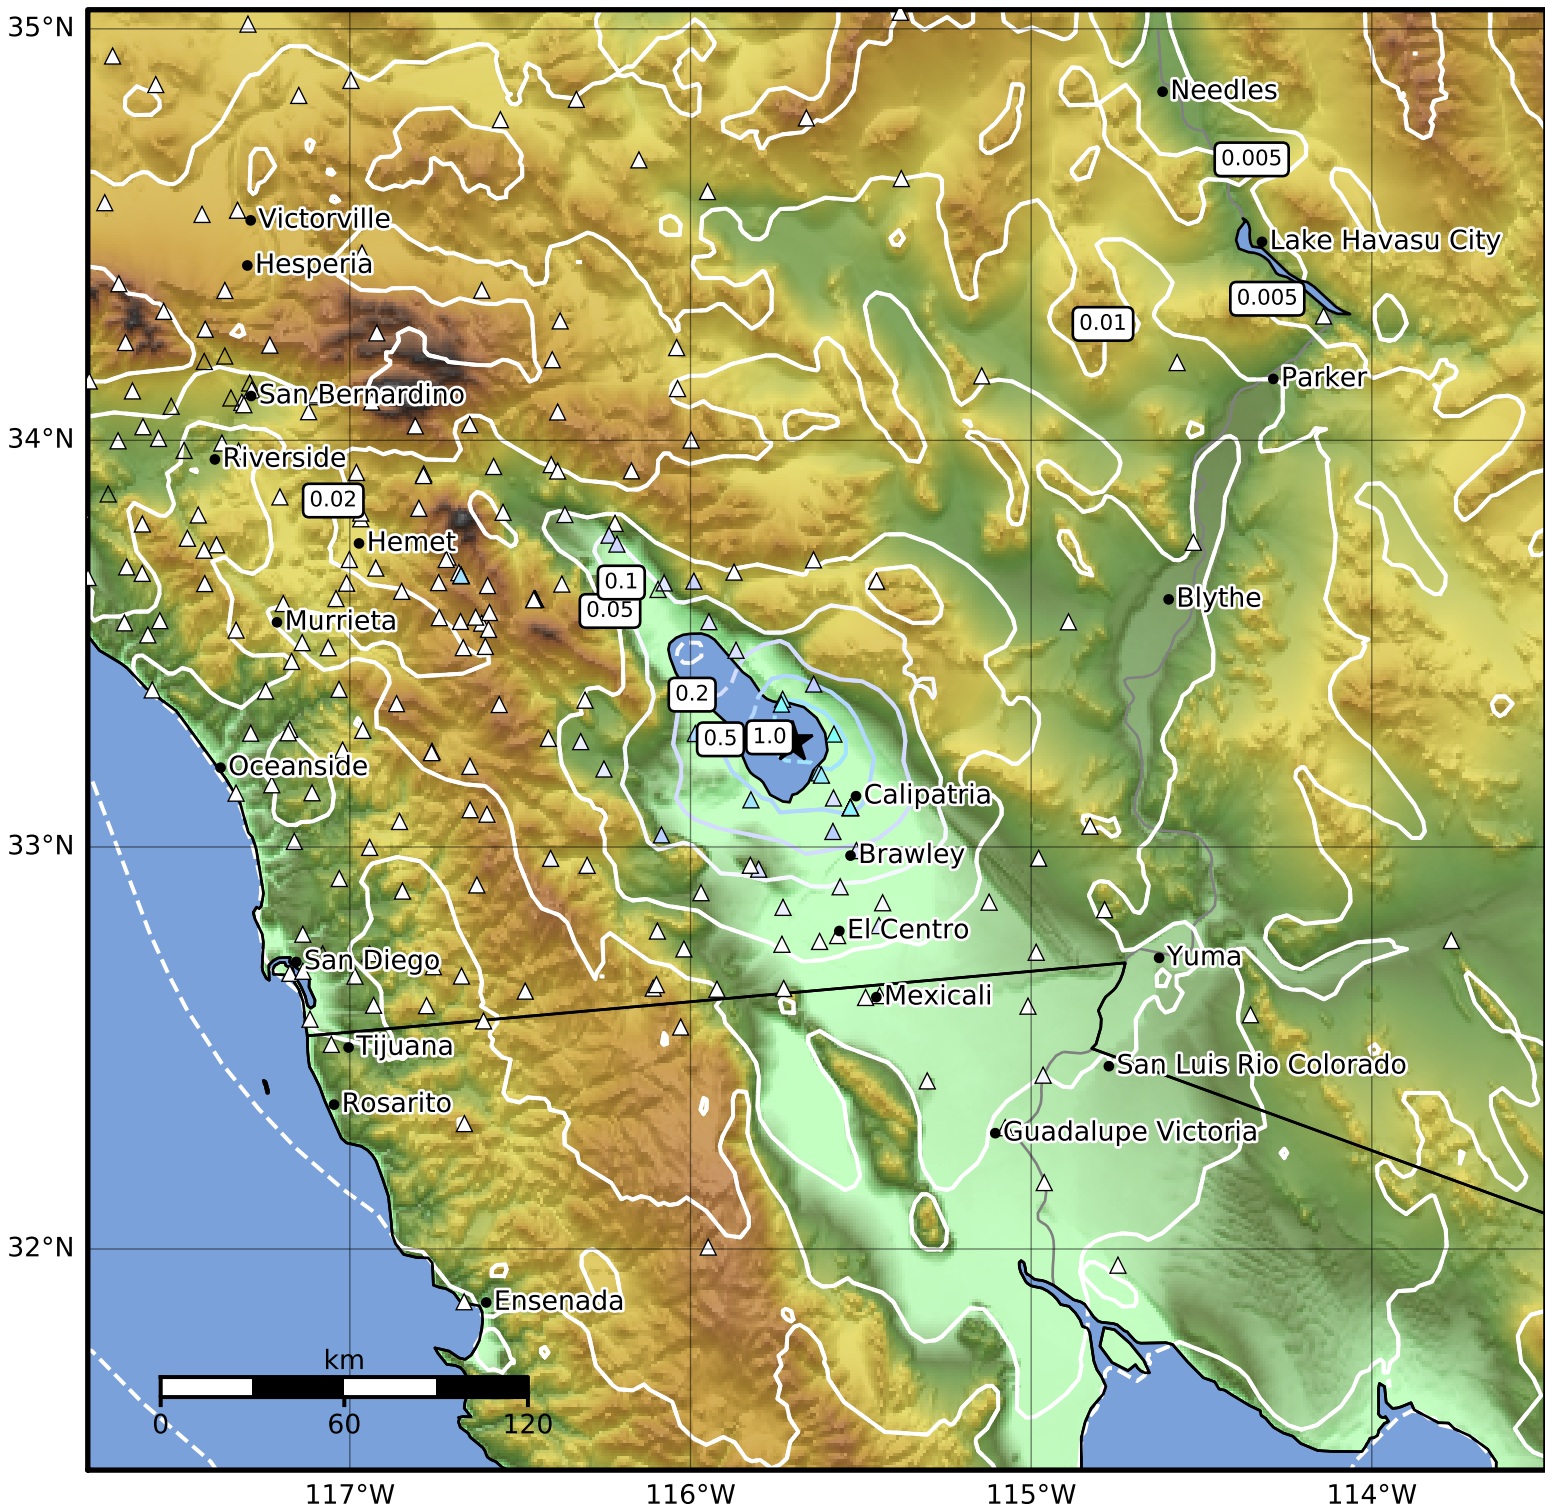 35°N
Needles
0.005
Victorville
Lake Havasu City
Hesperia
0.005
0.01
Parker
San Bernardino
34°N
Riverside
0.02
Hemet
0.1
Blythe
0.05
Murrieta
0.2
0.5
1.0
Oceanside
Calipatria
33°N
Brawley
El Centro
San Diego
Yuma
Mexicali
Tijuana
San Luis Rio Colorado
Rosarito
Guadalupe Victoria
32°N
Ensenada
km
0 60 120
117°W 116°W 115°W 114°W